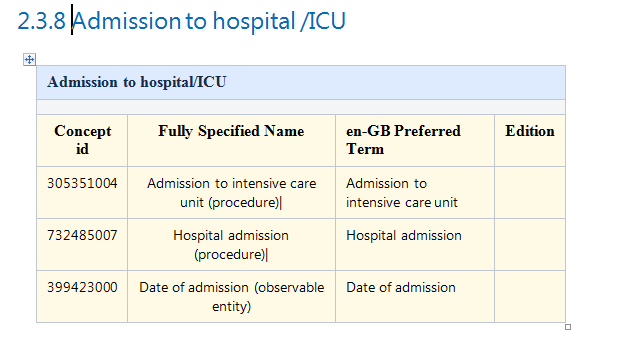 2.3.8 Admission to hospital /ICU
Admission to hospital/ICU
Concept id
Fully Specified Name
en-GB Preferred Term
Edition
305351004
Admission to intensive care
unit (procedure)|
Admission to
intensive care unit
732485007
Hospital admission
(procedure)|
Hospital admission
399423000
Date of admission (observable
entity)
Date of admission